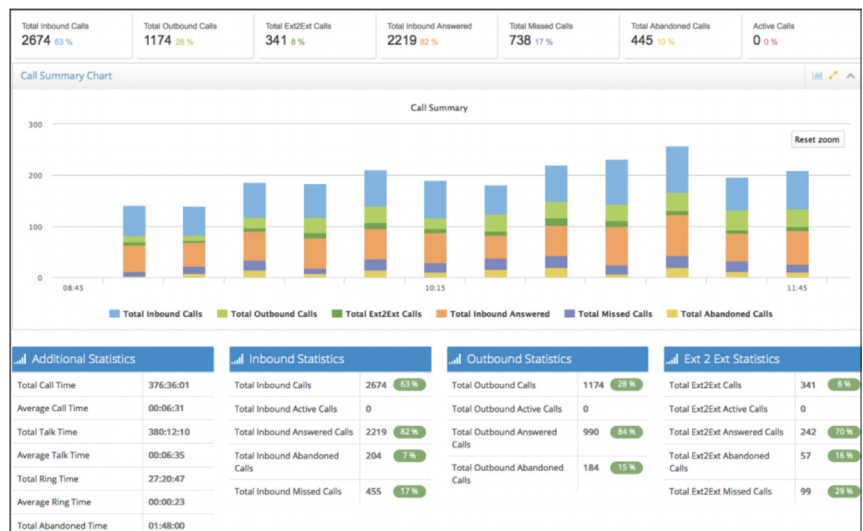 Total Inbound Calls
2674 63 %
Total Outbound Calls
1174 28 %
Total Ext2Ext Calls
341 8 %
Total Inbound Answered
2219 82 %
Total Missed Calls
738 17 %
Total Abandoned Calls
445 10 %
Active Calls
0 0 %
Call Summary Chart
Call Summary
Reset zoom
300
200
100
0
08:45
10:15
11:45
Total Inbound Calls
Total Outbound Calls
Total Ext2Ext Calls
Total Inbound Answered
Total Missed Calls
Total Abandoned Calls
Additional Statistics
Total Call Time 376:36:01
Average Call Time 00:06:31
Total Talk Time 380:12:10
Average Talk Time 00:06:35
Total Ring Time 27:20:47
Average Ring Time 00:00:23
Total Abandoned Time 01:48:00
Inbound Statistics
Total Inbound Calls 2674 63 %
Total Inbound Active Calls 0
Total Inbound Answered Calls 2219 82 %
Total Inbound Abandoned 204 7 %
Calls
Total Inbound Missed Calls 455 17 %
Outbound Statistics
Total Outbound Calls 1174 28 %
Total Outbound Active Calls 0
Total Outbound Answered 990 84 %
Calls
Total Outbound Abandoned 184 15 %
Calls
Ext 2 Ext Statistics
Total Ext2Ext Calls 341 8 %
Total Ext2Ext Active Calls 0
Total Ext2Ext Answered Calls 242 70 %
Total Ext2Ext Abandoned 57 16 %
Calls
Total Ext2Ext Missed Calls 99 29 %